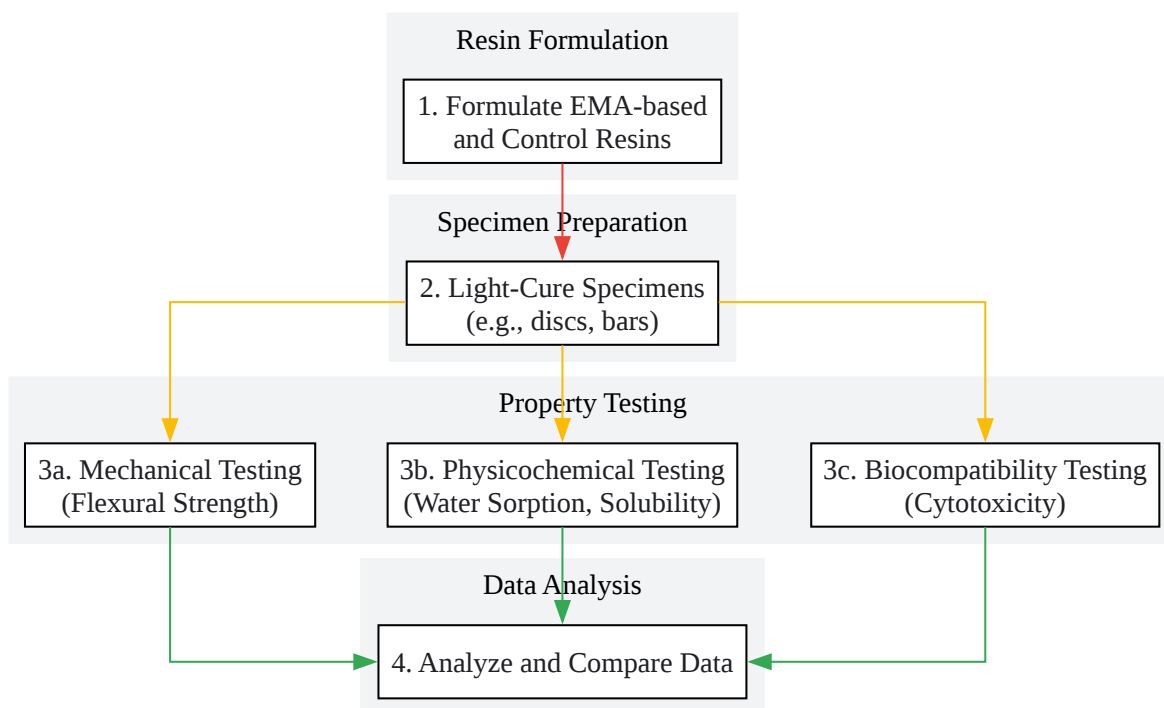 Resin Formulation
1. Formulate EMA-based
and Control Resins
Specimen Preparation
2. Light-Cure Specimens
(e.g., discs, bars)
Property Testing
3a. Mechanical Testing
(Flexural Strength)
3b. Physicochemical Testing
(Water Sorption, Solubility)
3c. Biocompatibility Testing
(Cytotoxicity)
Data Analysis
4. Analyze and Compare Data